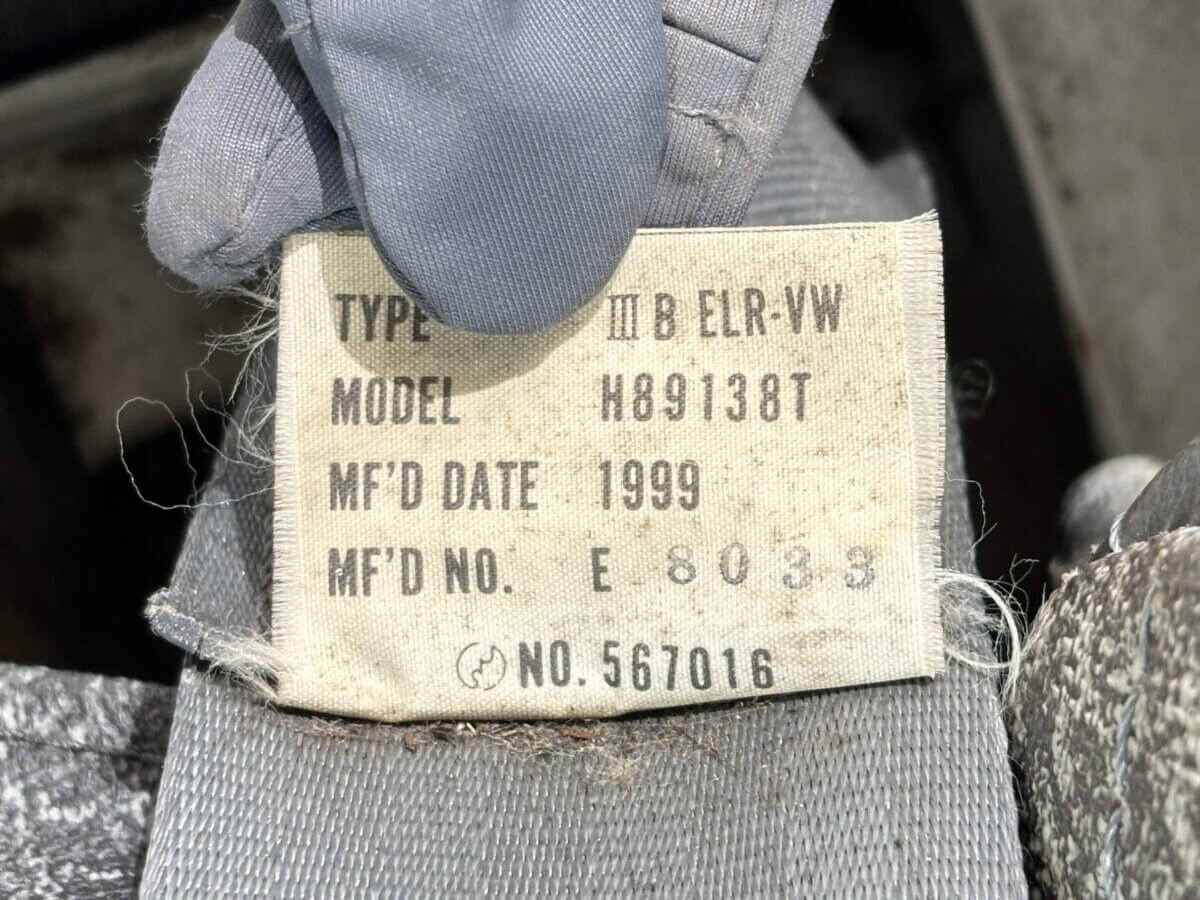 TYPE III B ELR-VW
MODEL H89138T
MF'D DATE 1999
MF'D NO. E 8033
NO. 567016